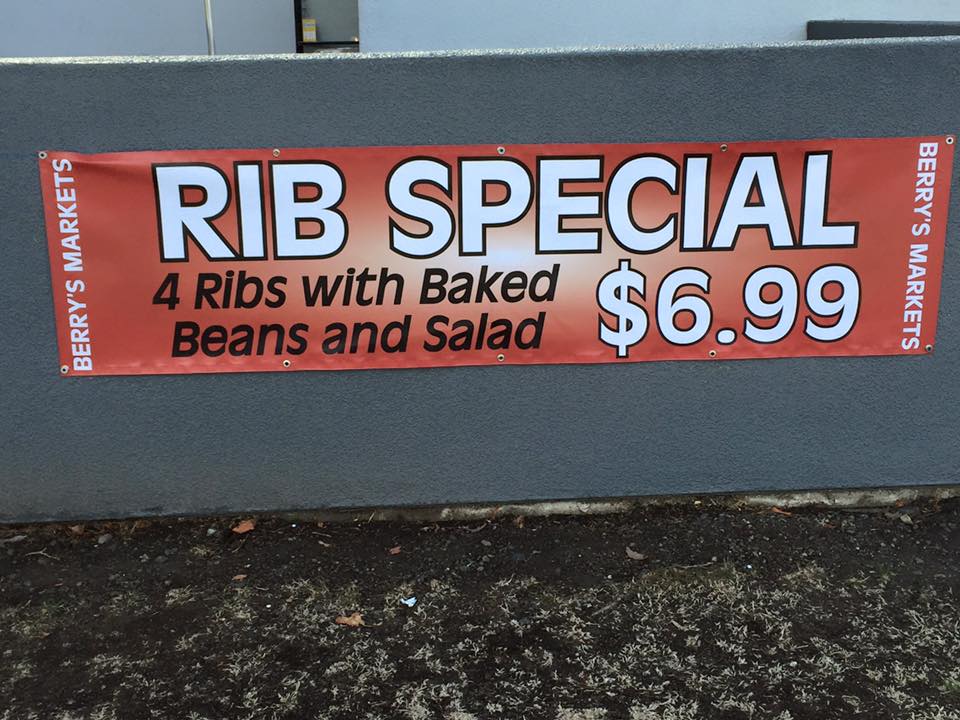 BERRY'S MARKETS
RIB SPECIAL
4 Ribs with Baked
Beans and Salad
$6.99
BERRY'S MARKETS